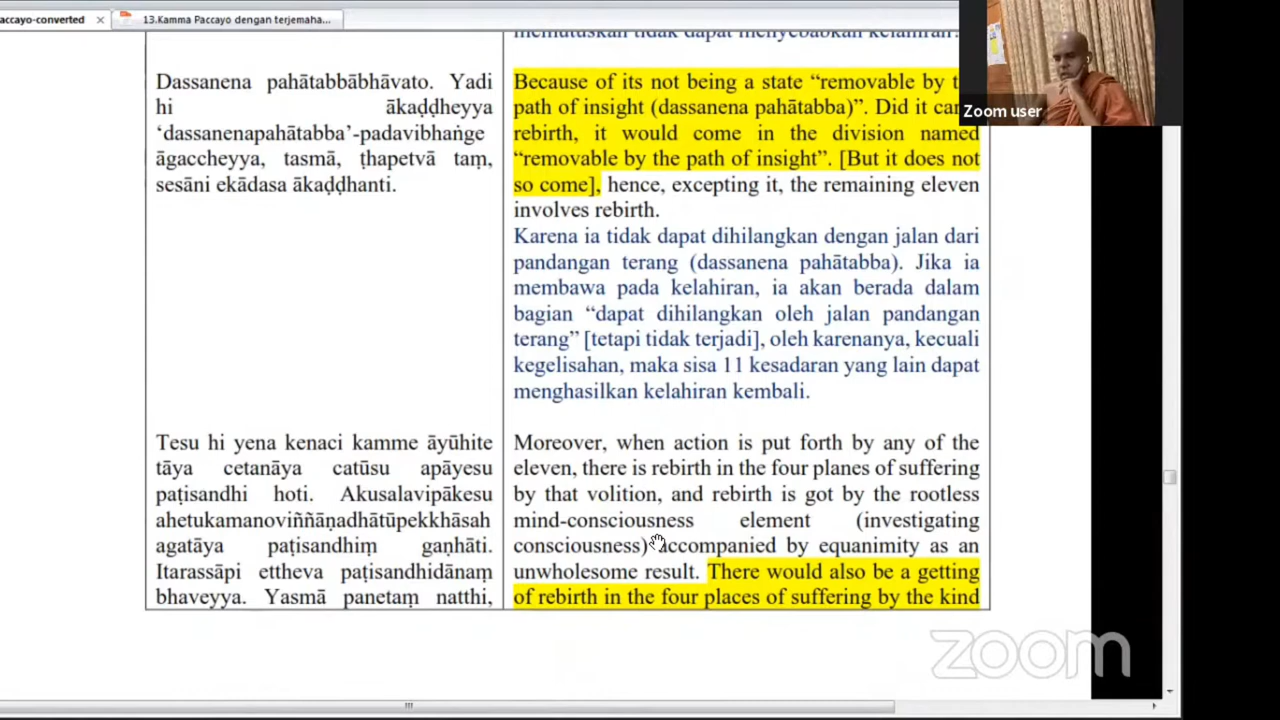 accepayo-converted
13.Kamma Paccayo dengan terjemaha...
memutuskan tidak dapat menyebabkan kelahiran?
Dassanena pahātabbābhāvato. Yadi
hi ākaḍḍheyya
‘dassanenapahātabba’-padavibhaṅge
āgaccheyya, tasmā, ṭhapetvā taṃ,
sesāni ekādasa ākaḍḍhanti.
Because of its not being a state “removable by
path of insight (dassanena pahātabba)”. Did it
rebirth, it would come in the division named
“removable by the path of insight”. [But it does not
so come], hence, excepting it, the remaining eleven
involves rebirth.
Karena ia tidak dapat dihilangkan dengan jalan dari
pandangan terang (dassanena pahātabba). Jika ia
membawa pada kelahiran, ia akan berada dalam
bagian “dapat dihilangkan oleh jalan pandangan
terang” [tetapi tidak terjadi], oleh karenanya, kecuali
kegelisahan, maka sisa 11 kesadaran yang lain dapat
menghasilkan kelahiran kembali.
Tesu hi yena kenaci kamme āyūhite
tāya cetanāya catūsu apāyesu
paṭisandhi hoti. Akusalavipākesu
ahetukamanoviññāṇadhātūpekkhāsah
agatāya paṭisandhiṃ gaṇhāti.
Itarassāpi ettheva paṭisandhidānaṃ
bhaveyya. Yasmā panetaṃ natthi,
Moreover, when action is put forth by any of the
eleven, there is rebirth in the four planes of suffering
by that volition, and rebirth is got by the rootless
mind-consciousness element (investigating
consciousness) accompanied by equanimity as an
unwholesome result. There would also be a getting
of rebirth in the four places of suffering by the kind
Zoom user
zoom